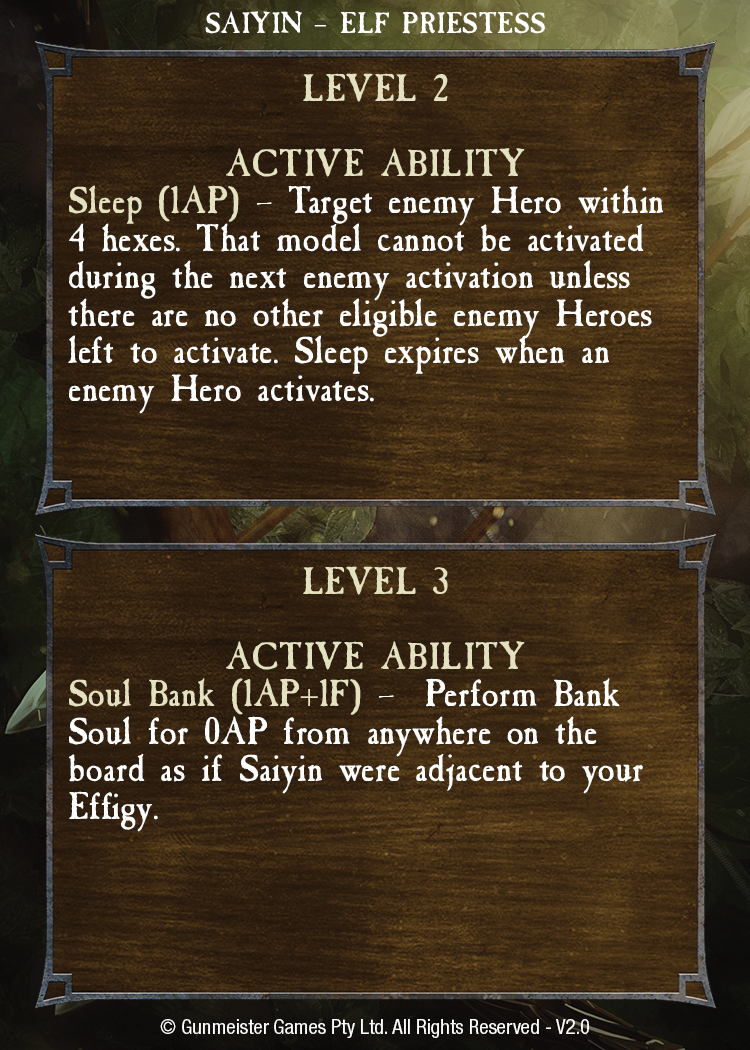 SAIYIN – ELF PRIESTESS
LEVEL 2
ACTIVE ABILITY
Sleep (1AP) – Target enemy Hero within
4 hexes. That model cannot be activated
during the next enemy activation unless
there are no other eligible enemy Heroes
left to activate. Sleep expires when an
enemy Hero activates.
LEVEL 3
ACTIVE ABILITY
Soul Bank (1AP+1F) – Perform Bank
Soul for 0AP from anywhere on the
board as if Saiyin were adjacent to your
Effigy.
© Gunmeister Games Pty Ltd. All Rights Reserved - V2.0